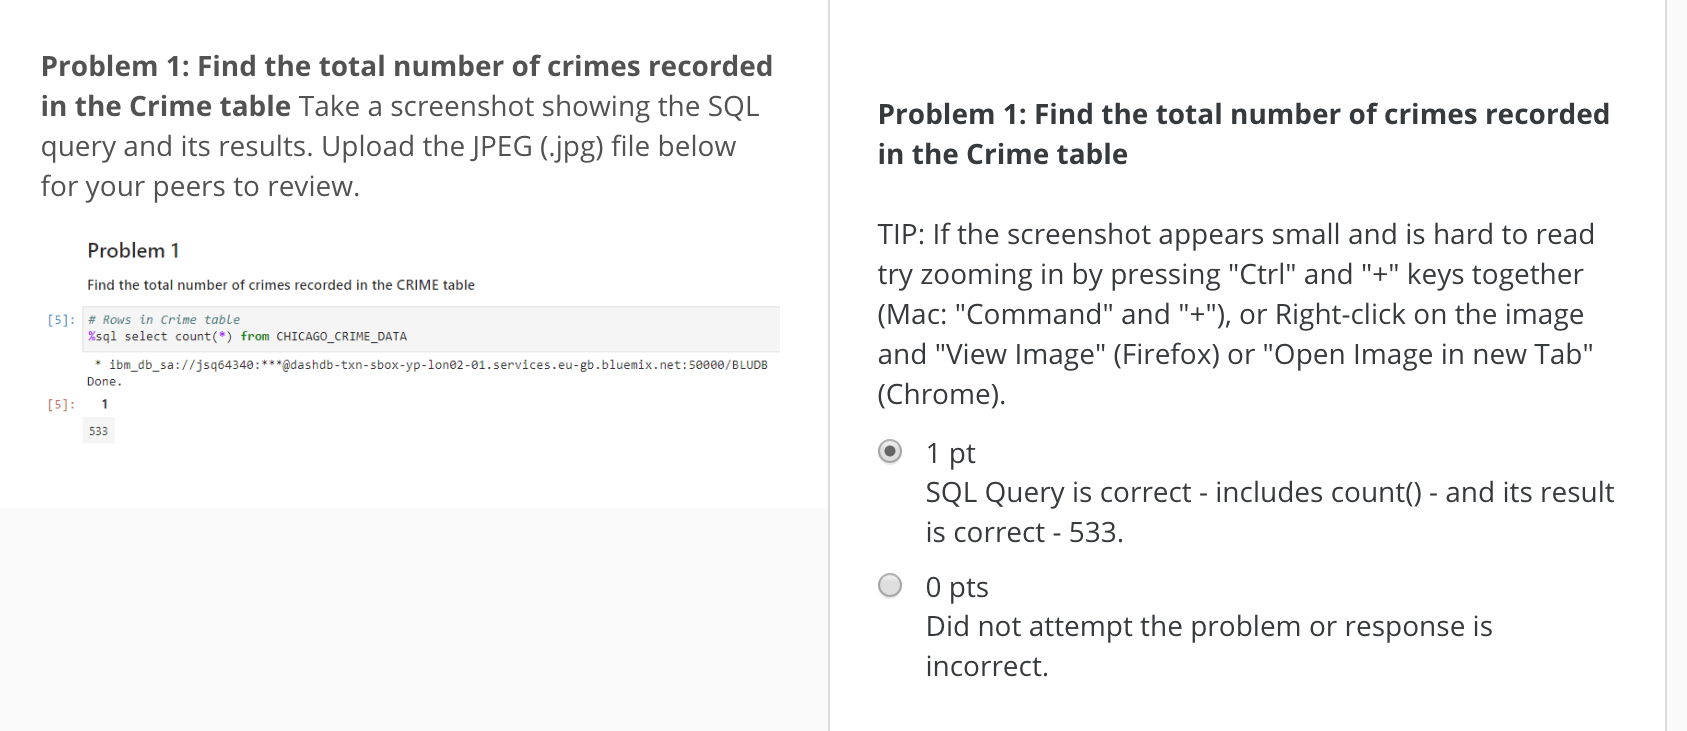 Problem 1: Find the total number of crimes recorded
in the Crime table Take a screenshot showing the SQL
query and its results. Upload the JPEG (.jpg) file below
for your peers to review.
Problem 1
Find the total number of crimes recorded in the CRIME table
[5]: # Rows in Crime table
%sql select count(*) from CHICAGO_CRIME_DATA
* ibm_db_sa://jsq64340:***@dashdb-txn-sbox-yp-lon02-01.services.eu-gb.bluemix.net:50000/BLUDB
Done.
[5]: 1
533
Problem 1: Find the total number of crimes recorded
in the Crime table
TIP: If the screenshot appears small and is hard to read
try zooming in by pressing "Ctrl" and "+" keys together
(Mac: "Command" and "+"), or Right-click on the image
and "View Image" (Firefox) or "Open Image in new Tab"
(Chrome).
1 pt
SQL Query is correct - includes count() - and its result
is correct - 533.
0 pts
Did not attempt the problem or response is
incorrect.